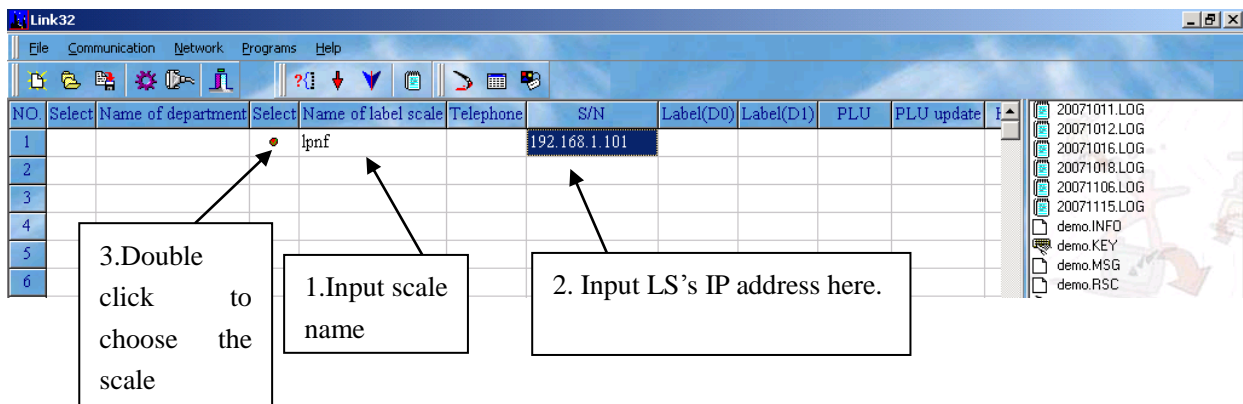 Link32
File Communication Network Programs Help
NO. Select Name of department Select Name of label scale Telephone S/N Label(D0) Label(D1) PLU PLU update
1 lpnf 192.168.1.101
2
3
4
5
6
20071011.LOG
20071012.LOG
20071016.LOG
20071018.LOG
20071106.LOG
20071115.LOG
demo.INFO
demo.KEY
demo.MSG
demo.RSC
3.Double
click to
choose the
scale
1.Input scale
name
2. Input LS’s IP address here.